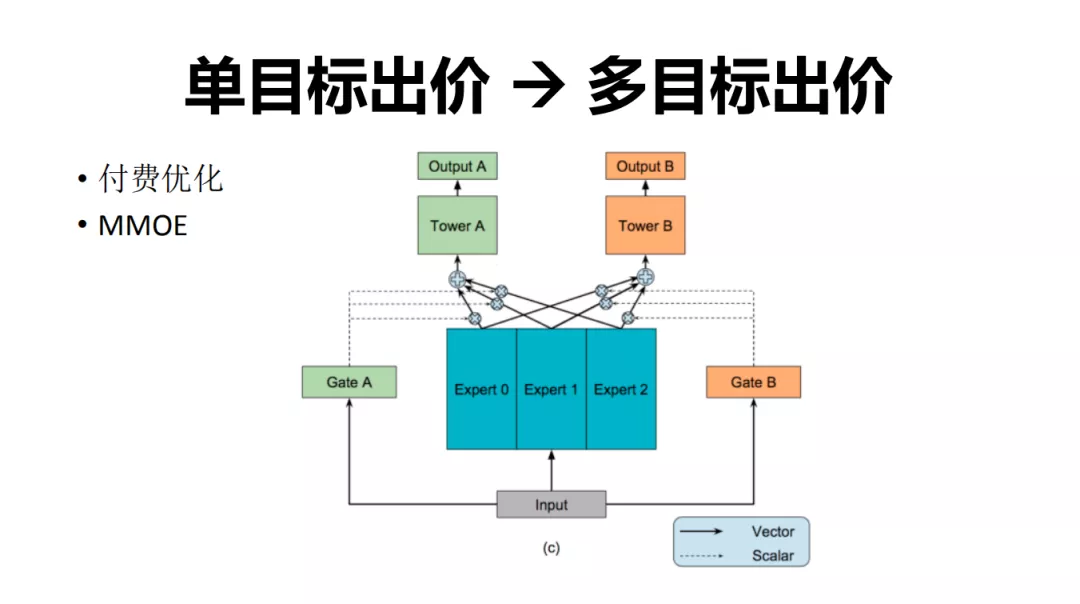 单目标出价 → 多目标出价
• 付费优化
• MMOE
Output A
Output B
Tower A
Tower B
Gate A
Expert 0
Expert 1
Expert 2
Gate B
Input
(c)
Vector
Scalar